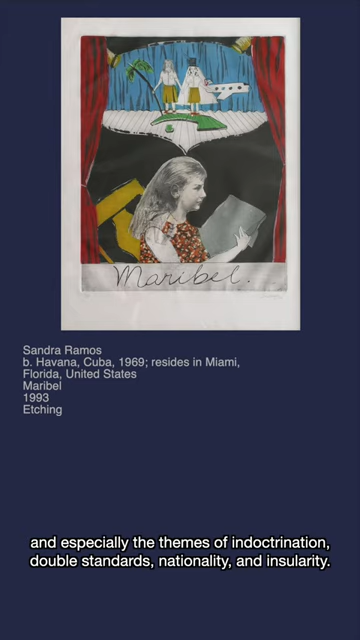 Maribel.
Sandra Ramos
b. Havana, Cuba, 1969; resides in Miami,
Florida, United States
Maribel
1993
Etching
and especially the themes of indoctrination,
double standards, nationality, and insularity.